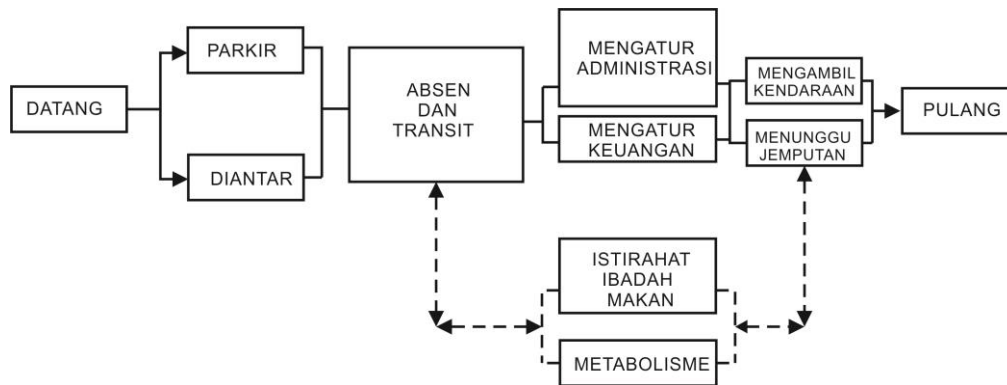 DATANG
PARKIR
DIANTAR
ABSEN
DAN
TRANSIT
MENGATUR
ADMINISTRASI
MENGATUR
KEUANGAN
MENGAMBIL
KENDARAAN
MENUNGGU
JEMPUTAN
PULANG
ISTIRAHAT
IBADAH
MAKAN
METABOLISME